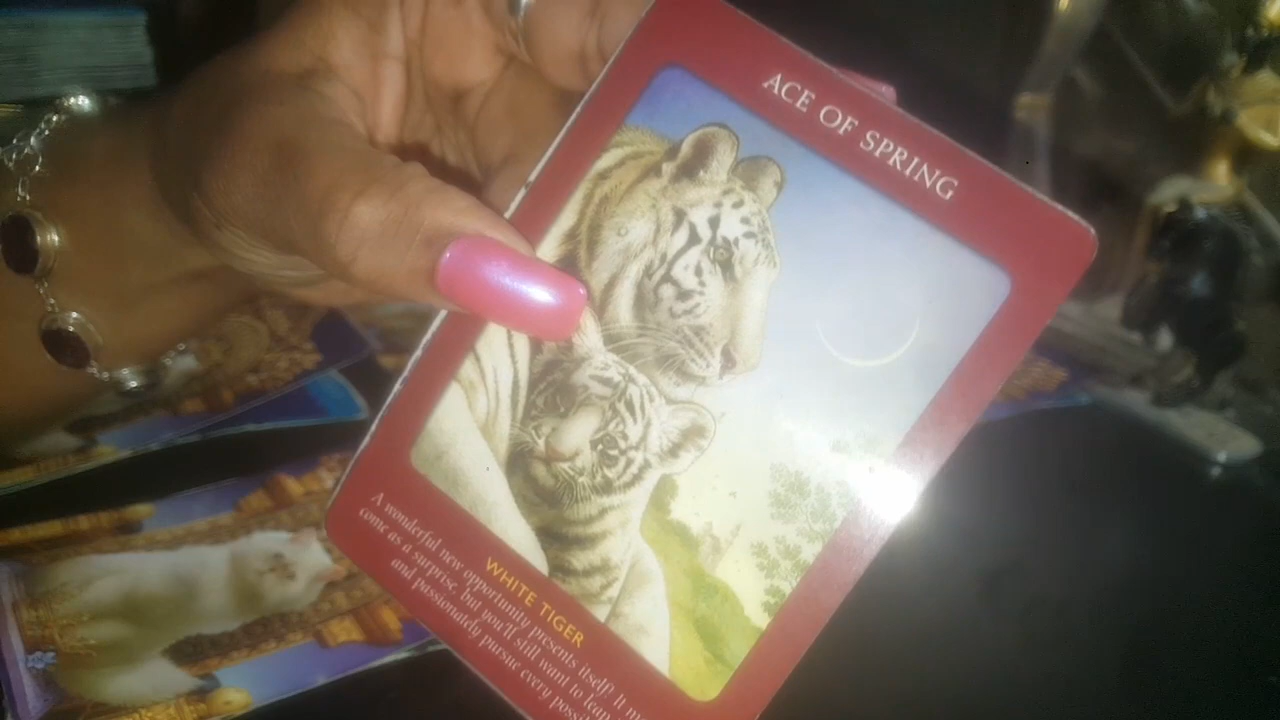 ACE OF SPRING
WHITE TIGER
A wonderful new opportunity presents itself! It
come as a surprise, but you'll still want to leap
and passionately pursue every